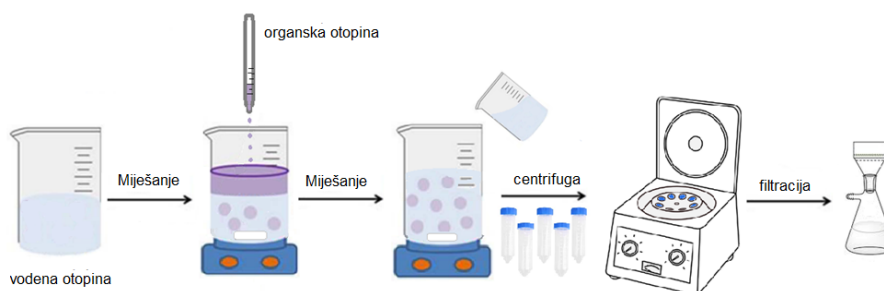 organska otopina
Miješanje
Miješanje
centrifuga
filtracija
vodena otopina